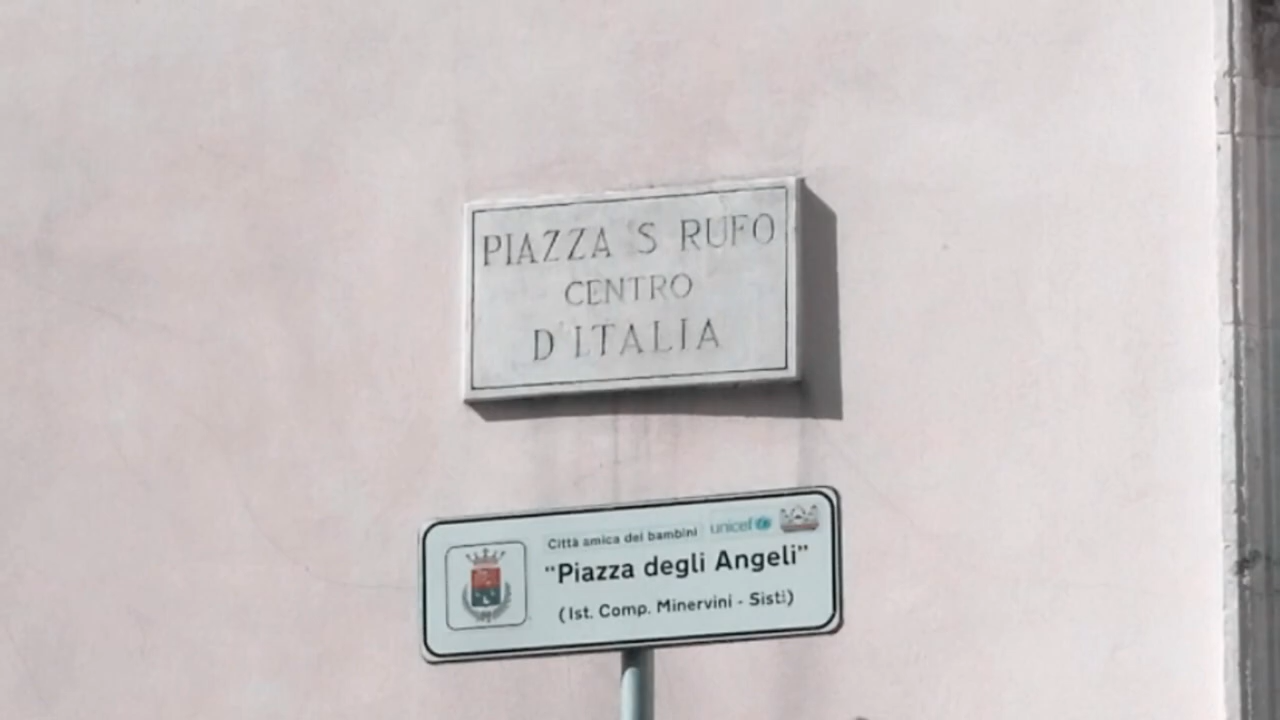 PIAZZA S RUFO
CENTRO
D'ITALIA
Città amica dei bambini unicef
"Piazza degli Angeli"
(Ist. Comp. Minervini - Sisti)